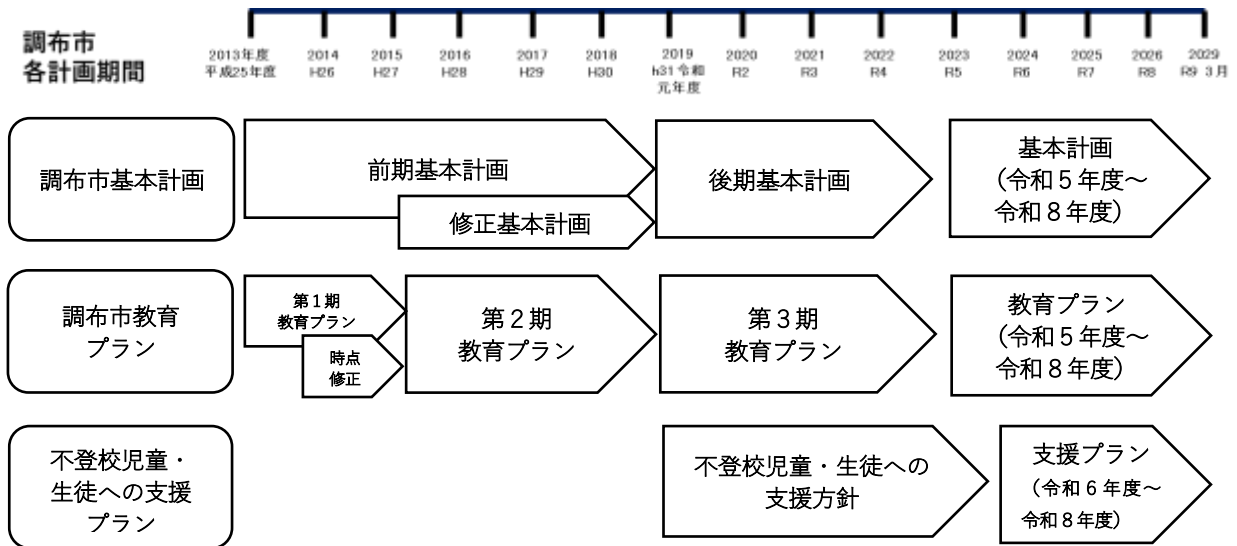 調布市
各計画期間
2013年度
平成25年度
2014
H26
2015
H27
2016
H28
2017
H29
2018
H30
2019
h31令和
元年度
2020
R2
2021
R3
2022
R4
2023
R5
2024
R6
2025
R7
2026
R8
2029
R9 3月
調布市基本計画
前期基本計画
修正基本計画
後期基本計画
基本計画
（令和５年度～
令和８年度）
調布市教育
プラン
第１期
教育プラン
時点
修正
第２期
教育プラン
第３期
教育プラン
教育プラン
（令和５年度～
令和８年度）
不登校児童・
生徒への支援
プラン
不登校児童・生徒への
支援方針
支援プラン
（令和６年度～
令和８年度）